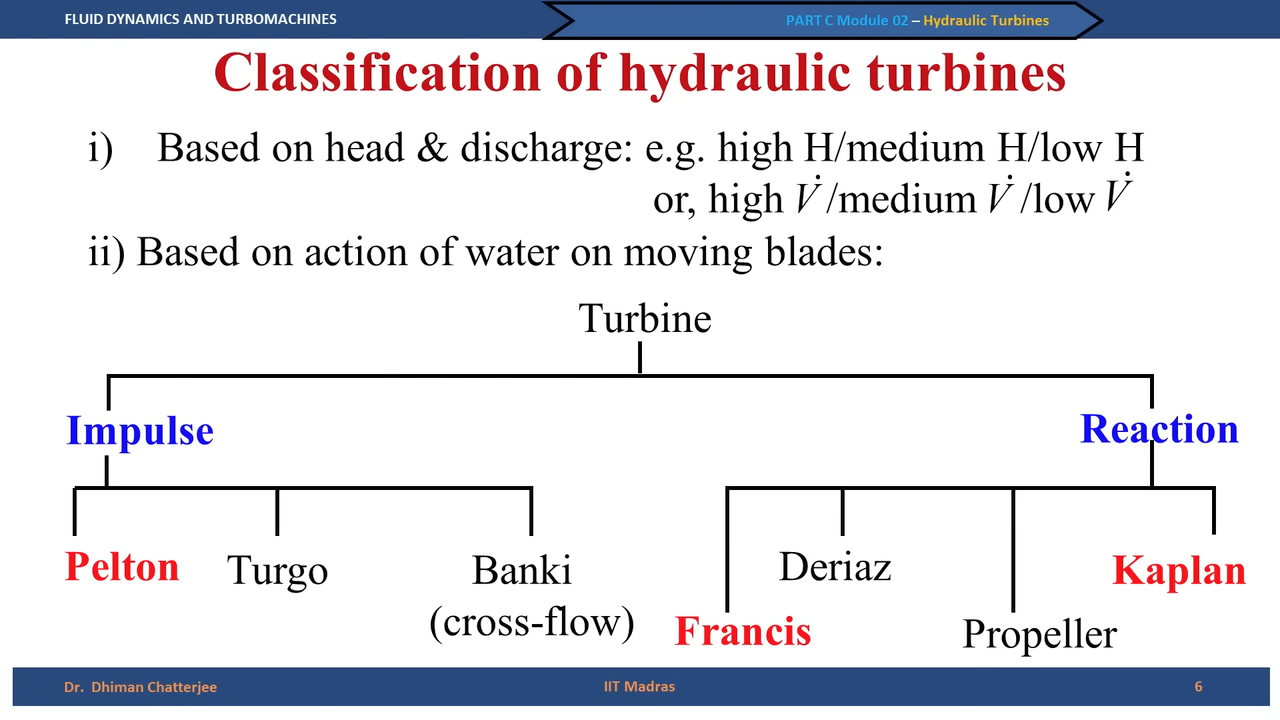 FLUID DYNAMICS AND TURBOMACHINES
PART C Module 02 – Hydraulic Turbines
Classification of hydraulic turbines
i) Based on head & discharge: e.g. high H/medium H/low H
or, high V̇ /medium V̇ /low V̇
ii) Based on action of water on moving blades:
Turbine
Impulse Reaction
Pelton Turgo Banki Deriaz Kaplan
(cross-flow) Francis Propeller
Dr. Dhiman Chatterjee IIT Madras 6